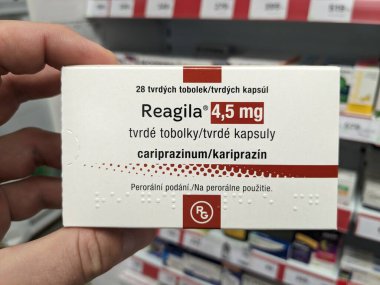 28 tvrdých tobolek/tvrdých kapsúl
Reagila® 4,5 mg
tvrdé tobolky/tvrdé kapsuly
cariprazinum/kariprazín
Perorální podání./Na perorálne použitie.
RG